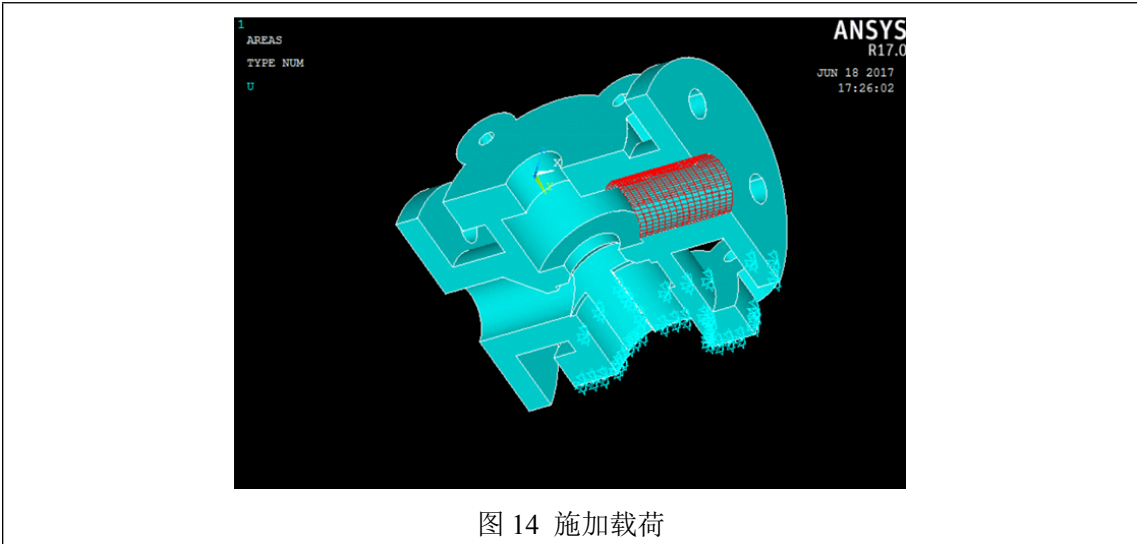 1
AREAS
TYPE NUM
U
ANSYS
R17.0
JUN 18 2017
17:26:02
X
图 14 施加载荷